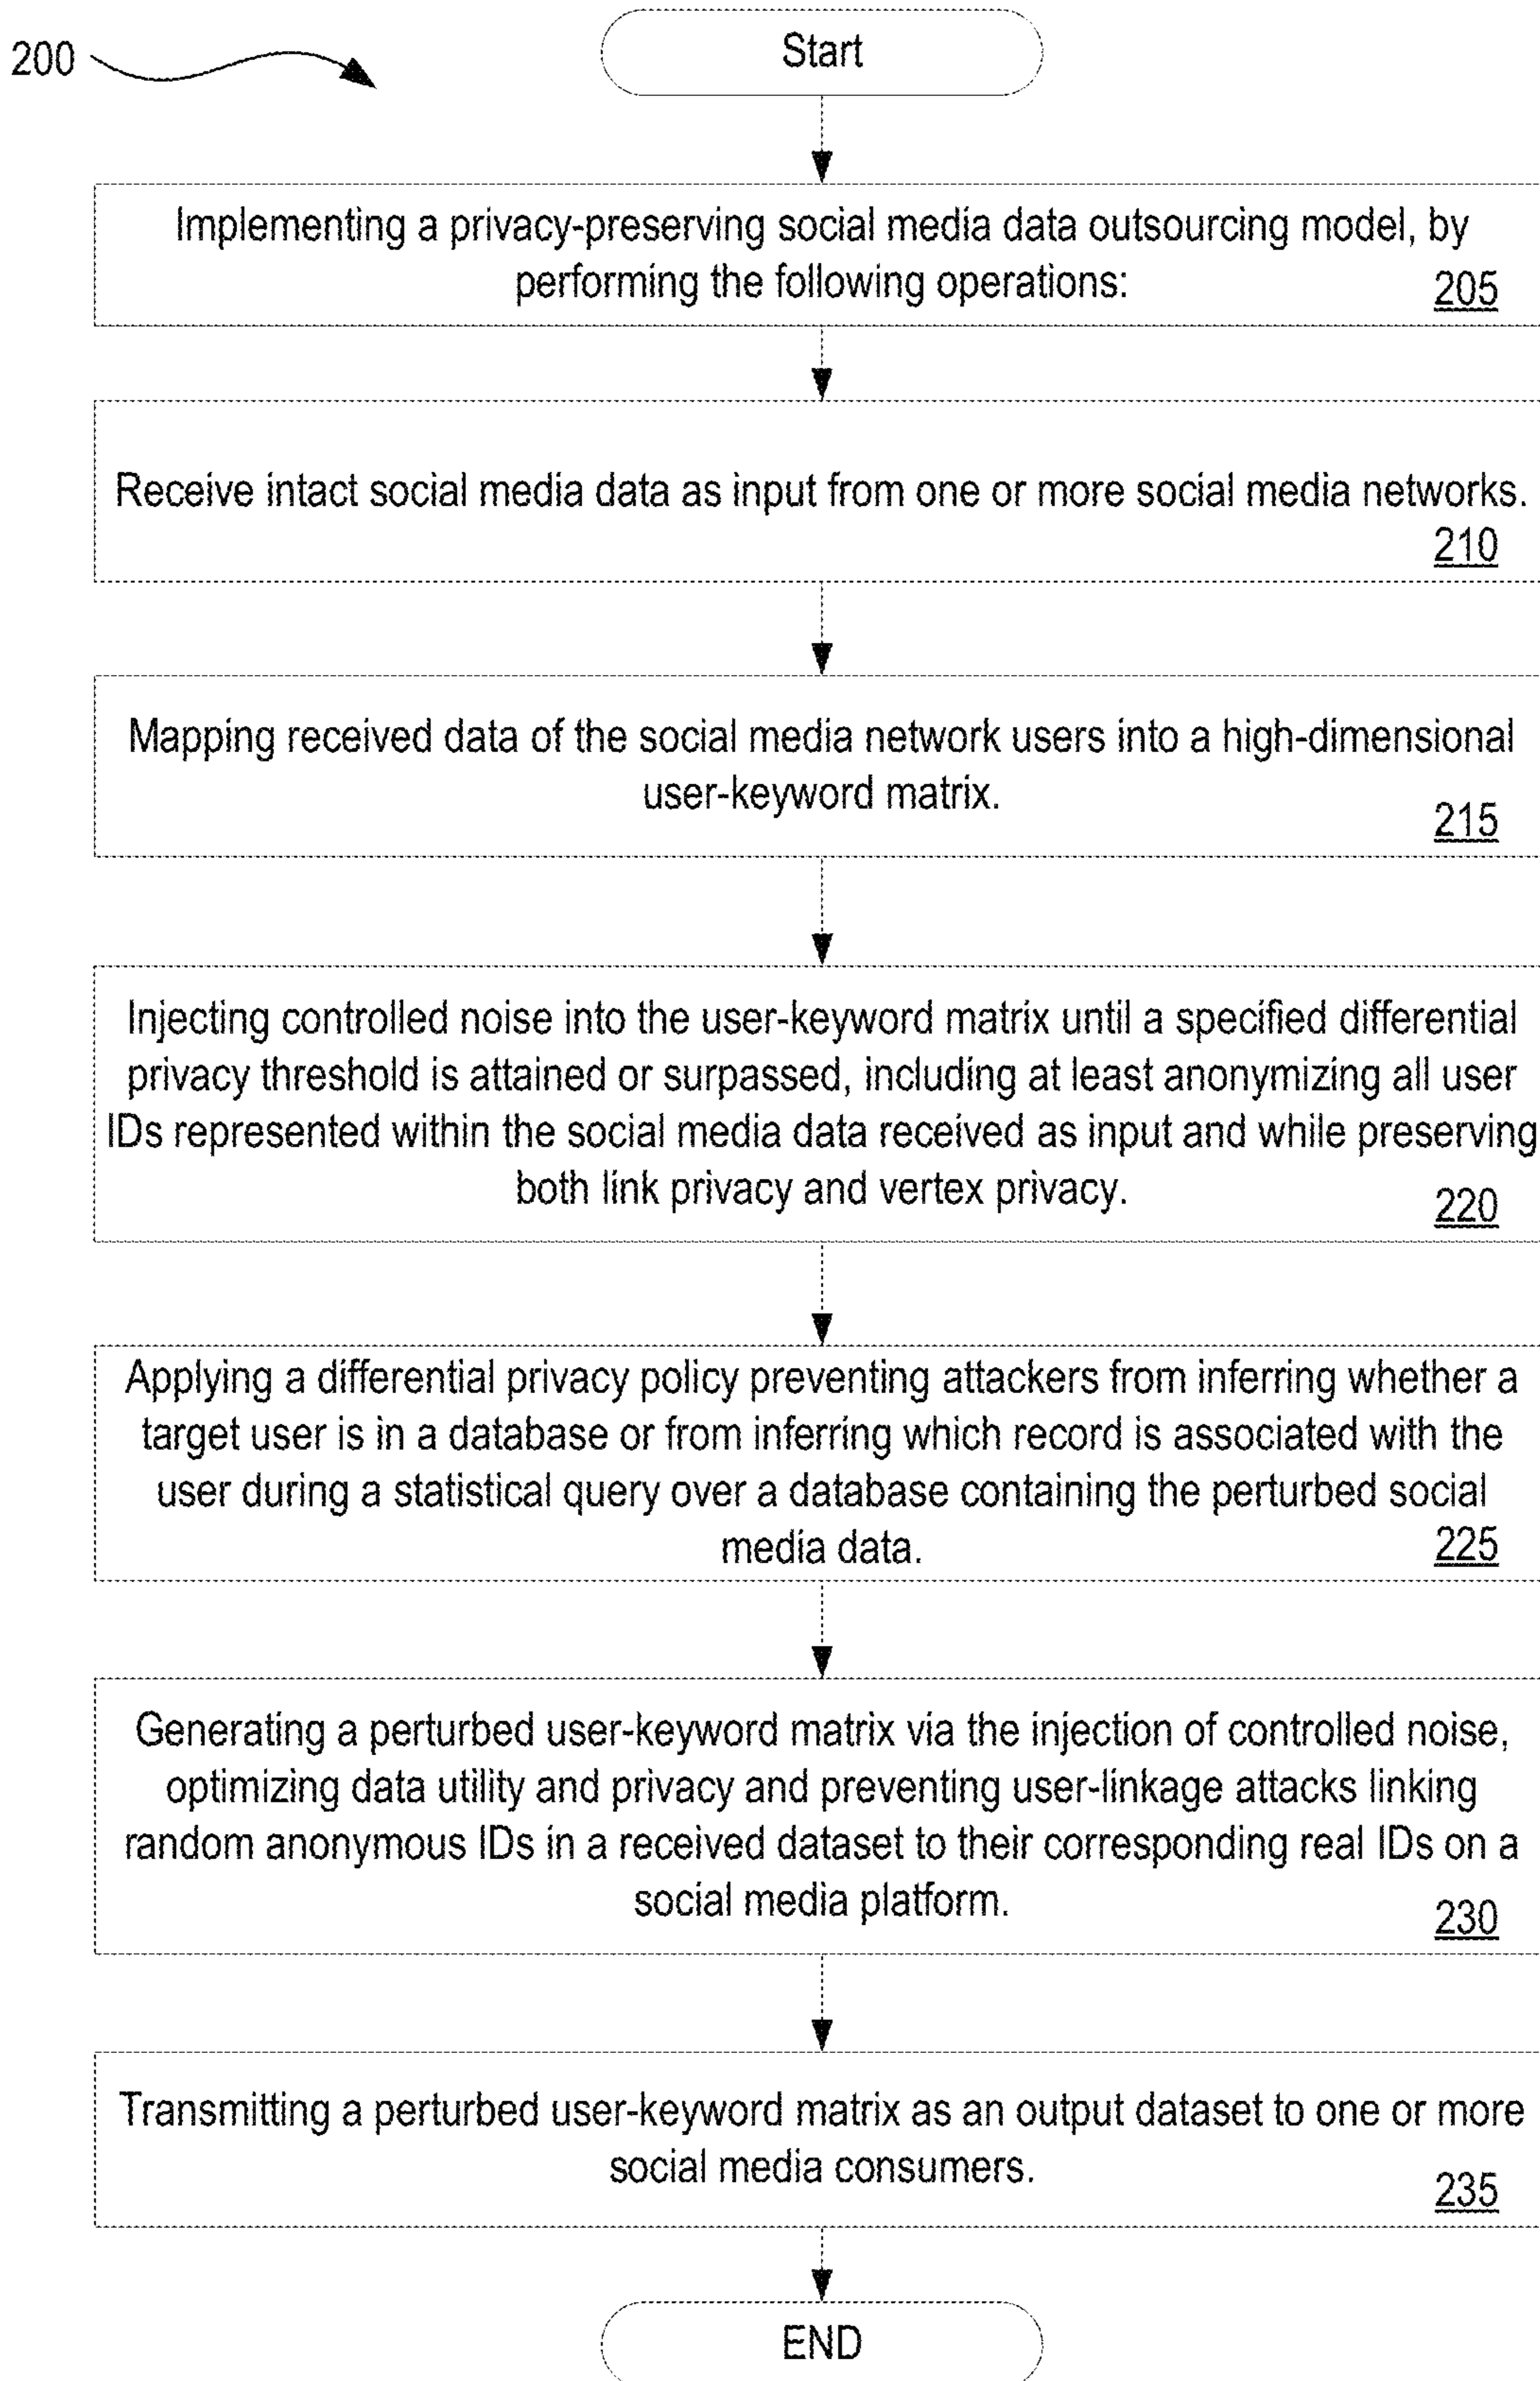 200
Start
Implementing a privacy-preserving social media data outsourcing model, by
performing the following operations:
205
Receive intact social media data as input from one or more social media networks.
210
Mapping received data of the social media network users into a high-dimensional
user-keyword matrix.
215
Injecting controlled noise into the user-keyword matrix until a specified differential
privacy threshold is attained or surpassed, including at least anonymizing all user
IDs represented within the social media data received as input and while preserving
both link privacy and vertex privacy.
220
Applying a differential privacy policy preventing attackers from inferring whether a
target user is in a database or from inferring which record is associated with the
user during a statistical query over a database containing the perturbed social
media data.
225
Generating a perturbed user-keyword matrix via the injection of controlled noise,
optimizing data utility and privacy and preventing user-linkage attacks linking
random anonymous IDs in a received dataset to their corresponding real IDs on a
social media platform.
230
Transmitting a perturbed user-keyword matrix as an output dataset to one or more
social media consumers.
235
END